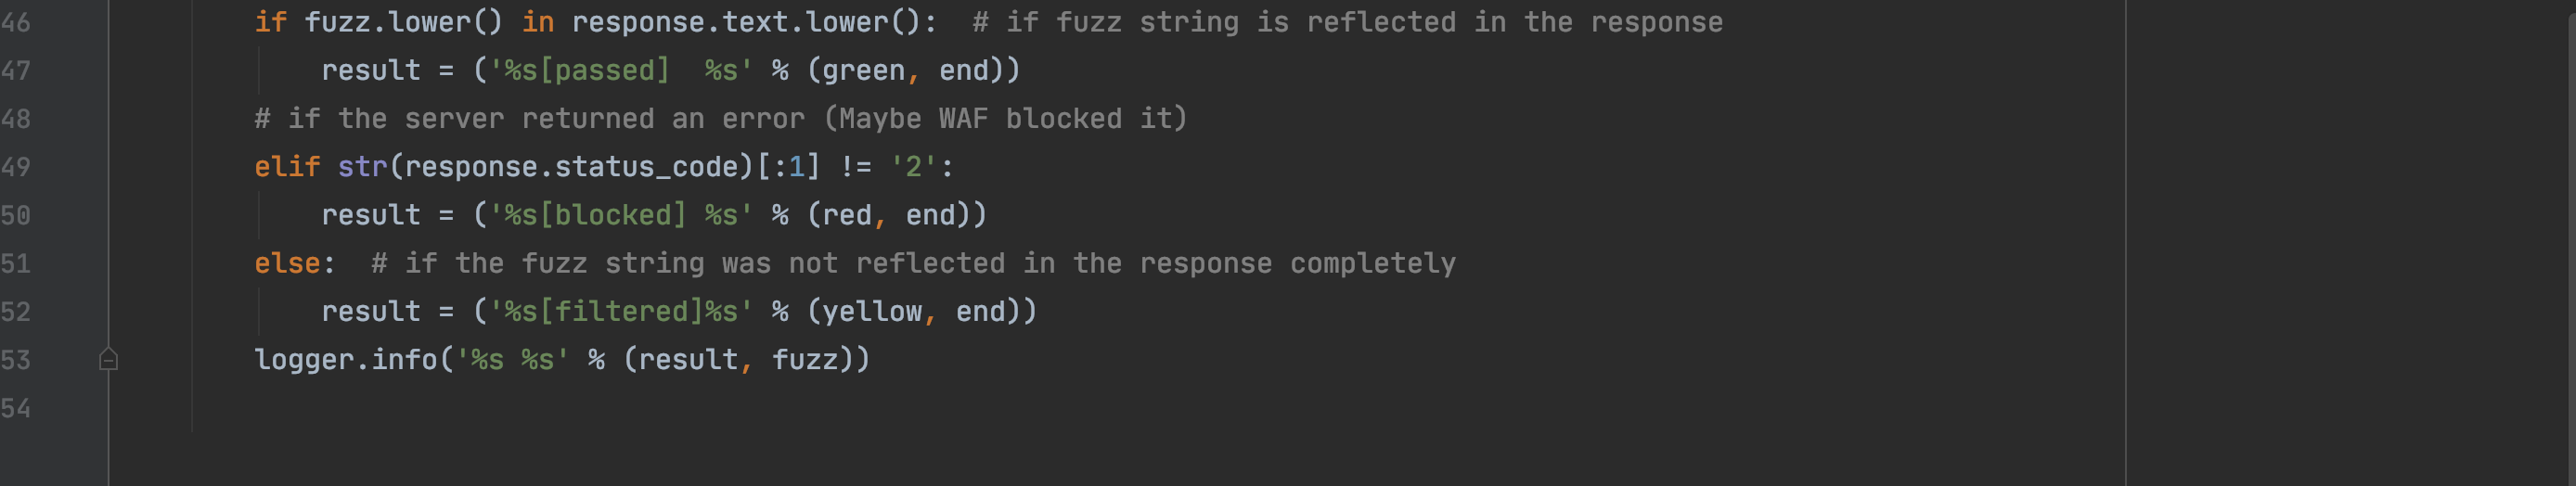 46 if fuzz.lower() in response.text.lower():  # if fuzz string is reflected in the response
47     result = ('%s[passed]  %s' % (green, end))
48 # if the server returned an error (Maybe WAF blocked it)
49 elif str(response.status_code)[:1] != '2':
50     result = ('%s[blocked] %s' % (red, end))
51 else:  # if the fuzz string was not reflected in the response completely
52     result = ('%s[filtered]%s' % (yellow, end))
53 logger.info('%s %s' % (result, fuzz))
54